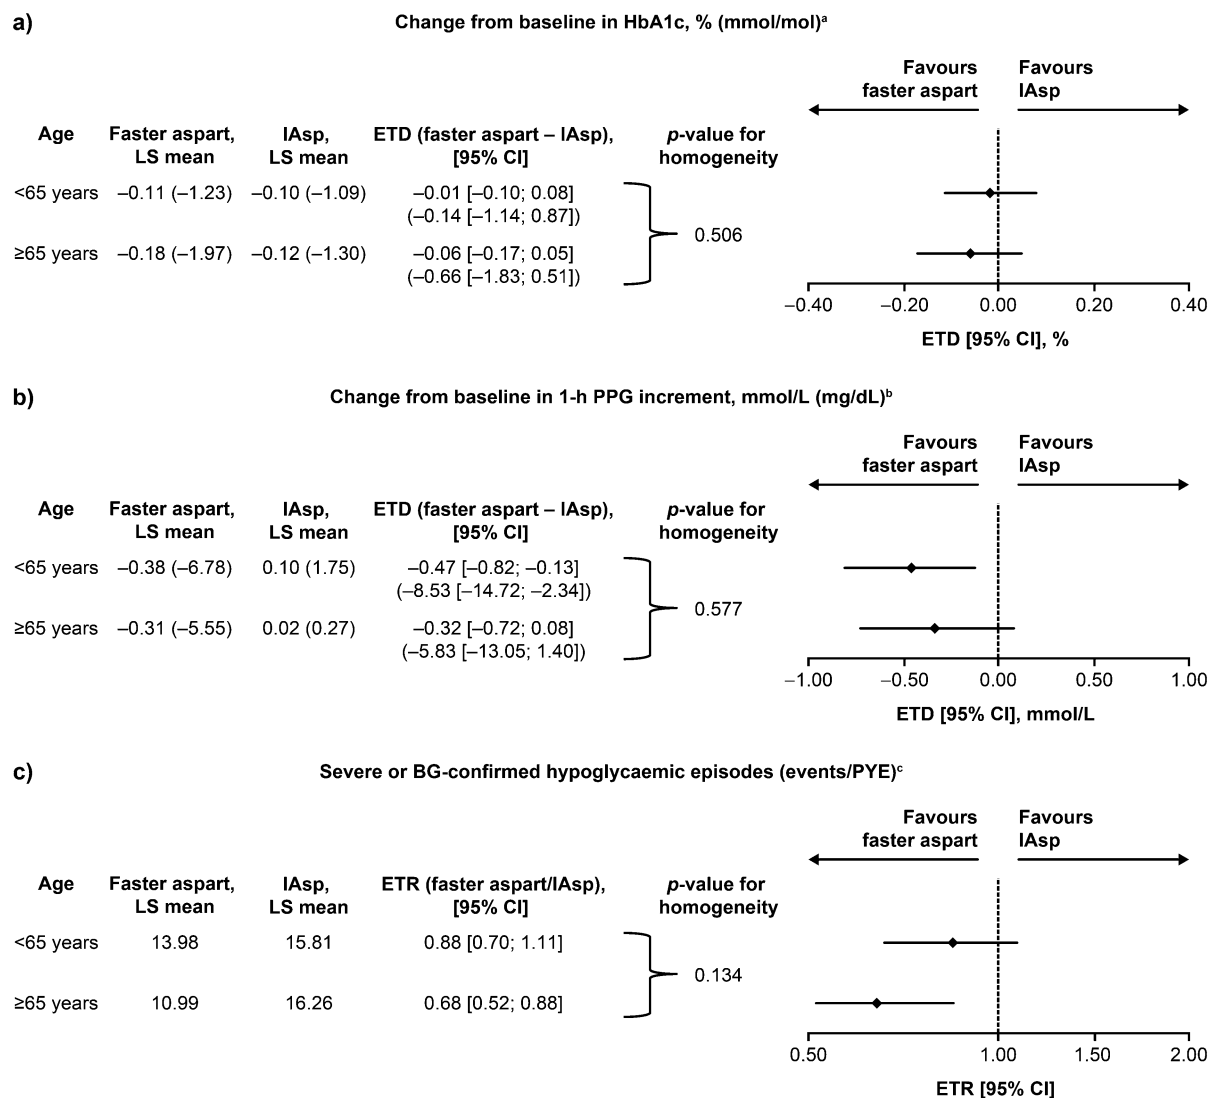 a)
Change from baseline in HbA1c, % (mmol/mol)ᵃ
Favours Favours
faster aspart IAsp
Age Faster aspart, IAsp, ETD (faster aspart – IAsp), p-value for
LS mean LS mean [95% CI] homogeneity
<65 years –0.11 (–1.23) –0.10 (–1.09) –0.01 [–0.10; 0.08]
(–0.14 [–1.14; 0.87])
0.506
≥65 years –0.18 (–1.97) –0.12 (–1.30) –0.06 [–0.17; 0.05]
(–0.66 [–1.83; 0.51])
–0.40 –0.20 0.00 0.20 0.40
ETD [95% CI], %
b)
Change from baseline in 1-h PPG increment, mmol/L (mg/dL)ᵇ
Favours Favours
faster aspart IAsp
Age Faster aspart, IAsp, ETD (faster aspart – IAsp), p-value for
LS mean LS mean [95% CI] homogeneity
<65 years –0.38 (–6.78) 0.10 (1.75) –0.47 [–0.82; –0.13]
(–8.53 [–14.72; –2.34])
0.577
≥65 years –0.31 (–5.55) 0.02 (0.27) –0.32 [–0.72; 0.08]
(–5.83 [–13.05; 1.40])
–1.00 –0.50 0.00 0.50 1.00
ETD [95% CI], mmol/L
c)
Severe or BG-confirmed hypoglycaemic episodes (events/PYE)ᶜ
Favours Favours
faster aspart IAsp
Age Faster aspart, IAsp, ETR (faster aspart/IAsp), p-value for
LS mean LS mean [95% CI] homogeneity
<65 years 13.98 15.81 0.88 [0.70; 1.11]
0.134
≥65 years 10.99 16.26 0.68 [0.52; 0.88]
0.50 1.00 1.50 2.00
ETR [95% CI]